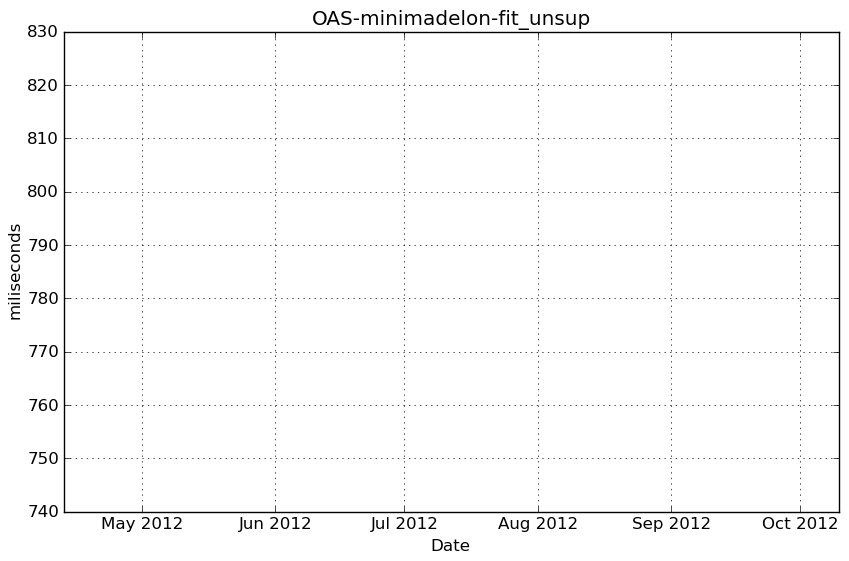 OAS-minimadelon-fit_unsup
830
820
810
800
790
780
770
760
750
740
miliseconds
May 2012 Jun 2012 Jul 2012 Aug 2012 Sep 2012 Oct 2012
Date